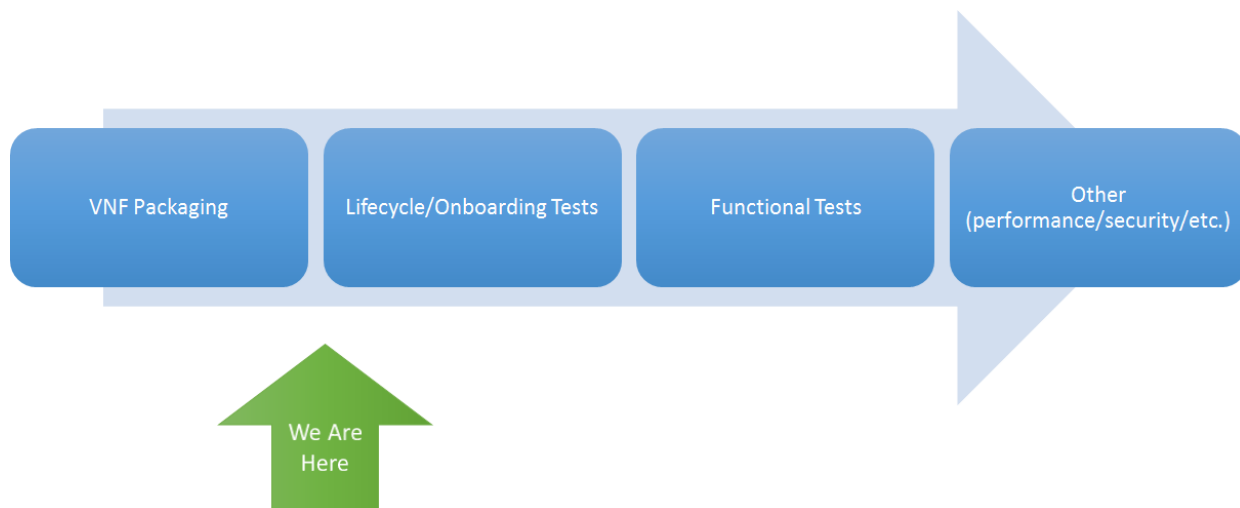 VNF Packaging
Lifecycle/Onboarding Tests
Functional Tests
Other
(performance/security/etc.)
We Are
Here